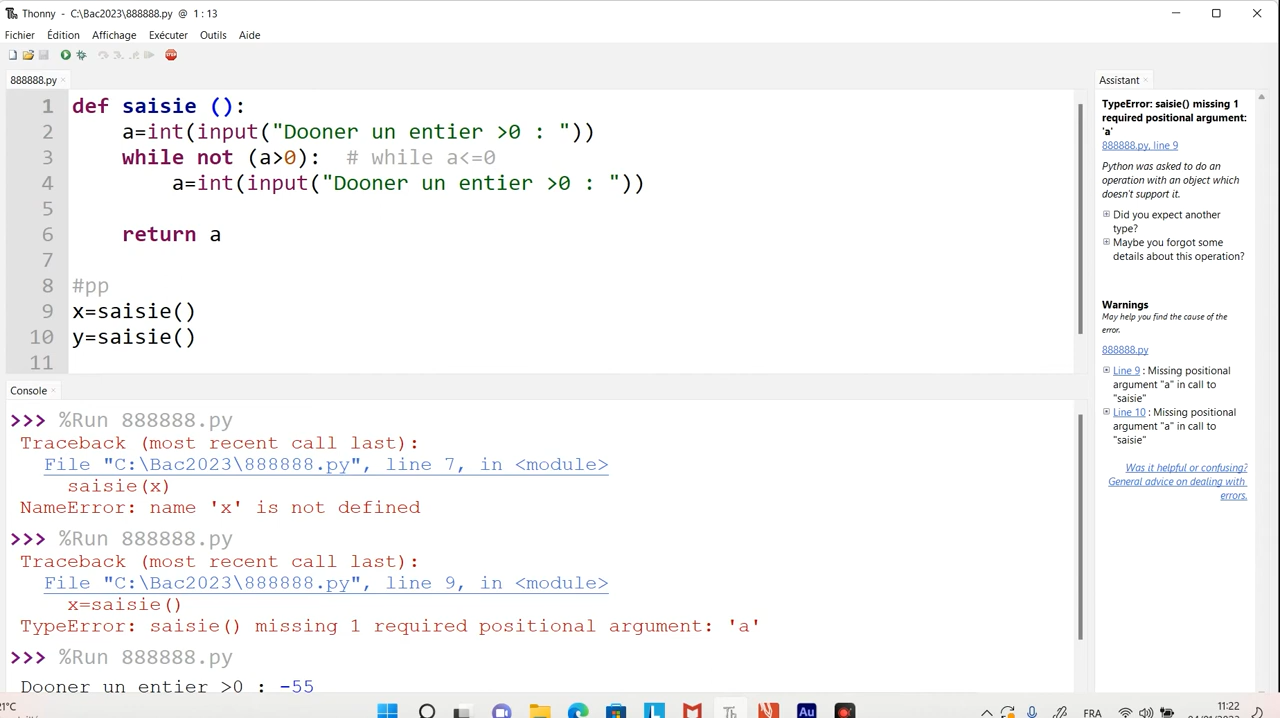 Thonny - C:\Bac2023\888888.py @ 1 : 13
Fichier Édition Affichage Exécuter Outils Aide
STOP
888888.py
1 def saisie ():
2 a=int(input("Dooner un entier >0 : "))
3 while not (a>0): # while a<=0
4 a=int(input("Dooner un entier >0 : "))
5
6 return a
7
8 #pp
9 x=saisie()
10 y=saisie()
11
Console
>>> %Run 888888.py
Traceback (most recent call last):
File "C:\Bac2023\888888.py", line 7, in <module>
saisie(x)
NameError: name 'x' is not defined
>>> %Run 888888.py
Traceback (most recent call last):
File "C:\Bac2023\888888.py", line 9, in <module>
x=saisie()
TypeError: saisie() missing 1 required positional argument: 'a'
>>> %Run 888888.py
Dooner un entier >0 : -55
Assistant
TypeError: saisie() missing 1
required positional argument:
'a'
888888.py, line 9
Python was asked to do an
operation with an object which
doesn't support it.
Did you expect another
type?
Maybe you forgot some
details about this operation?
Warnings
May help you find the cause of the
error.
888888.py
Line 9 : Missing positional
argument "a" in call to
"saisie"
Line 10 : Missing positional
argument "a" in call to
"saisie"
Was it helpful or confusing?
General advice on dealing with
errors.
21°C
Th
Au
FRA
11:22